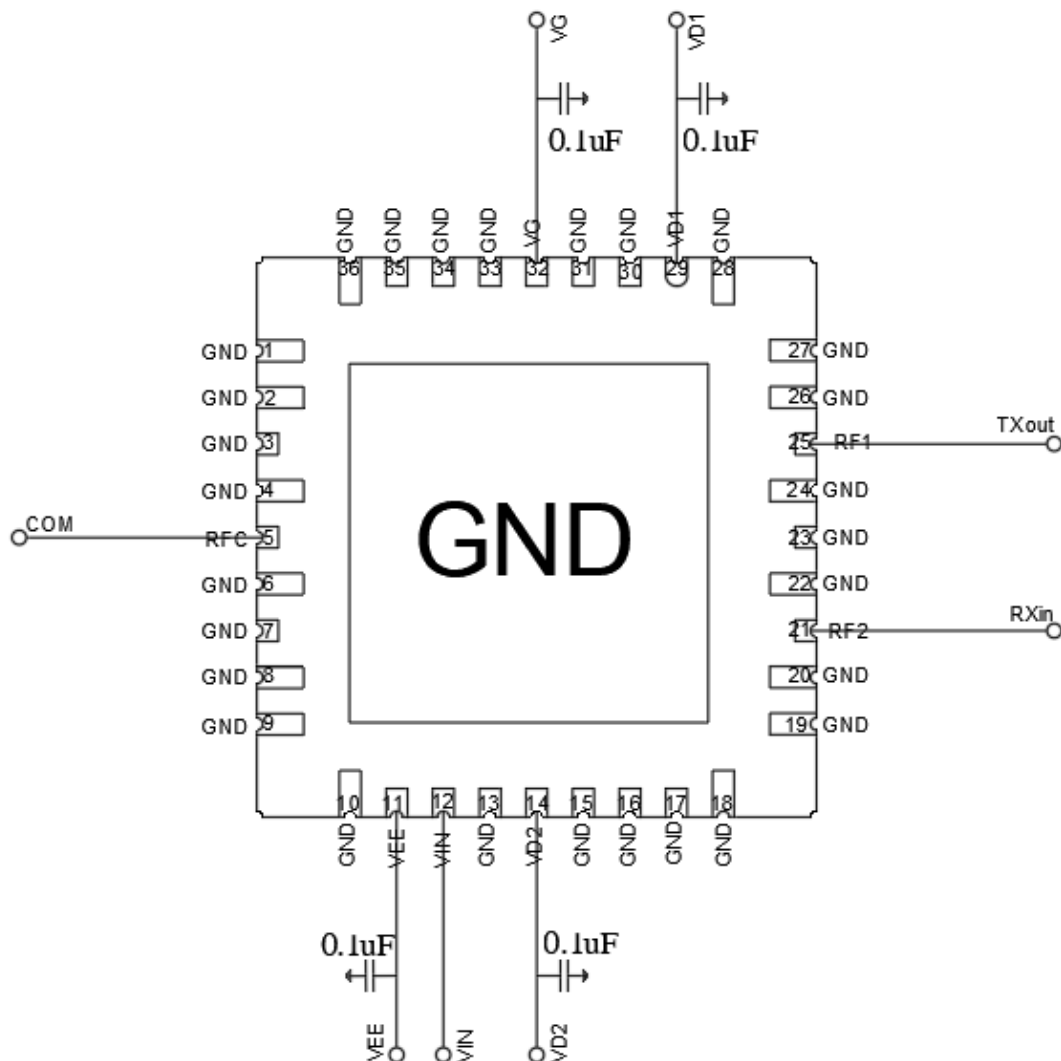 VG
VD1
0.1uF
0.1uF
GND
GND
GND
GND
VG
GND
GND
VD1
GND
36
35
34
33
32
31
30
29
28
GND 1
27 GND
GND 2
26 GND
GND 3
25 RF1
TXout
GND 4
24 GND
COM
RFC 5
23 GND
GND
GND 6
22 GND
GND 7
21 RF2
RXin
GND 8
20 GND
GND 9
19 GND
10
11
12
13
14
15
16
17
18
GND
VEE
VIN
GND
VD2
GND
GND
GND
GND
0.1uF
0.1uF
VEE
VIN
VD2